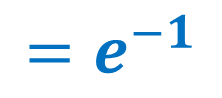 = e⁻¹